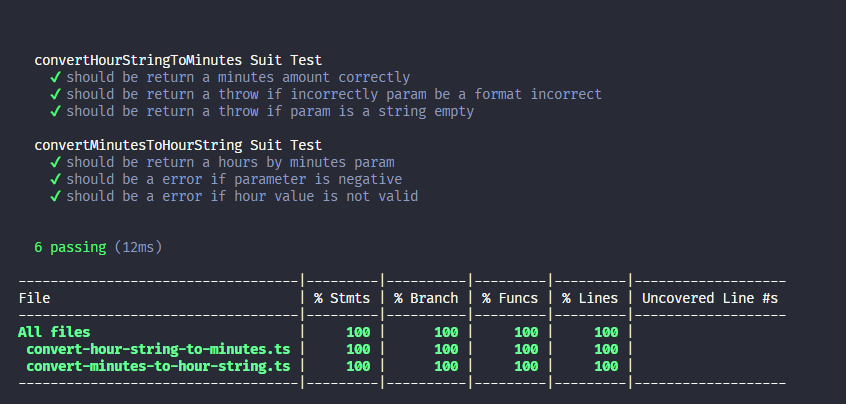 convertHourStringToMinutes Suit Test
✓ should be return a minutes amount correctly
✓ should be return a throw if incorrectly param be a format incorrect
✓ should be return a throw if param is a string empty
convertMinutesToHourString Suit Test
✓ should be return a hours by minutes param
✓ should be a error if parameter is negative
✓ should be a error if hour value is not valid
6 passing (12ms)
-----------------------------------|---------|----------|---------|---------|-------------------
File | % Stmts | % Branch | % Funcs | % Lines | Uncovered Line #s
-----------------------------------|---------|----------|---------|---------|-------------------
All files | 100 | 100 | 100 | 100 |
convert-hour-string-to-minutes.ts | 100 | 100 | 100 | 100 |
convert-minutes-to-hour-string.ts | 100 | 100 | 100 | 100 |
-----------------------------------|---------|----------|---------|---------|-------------------